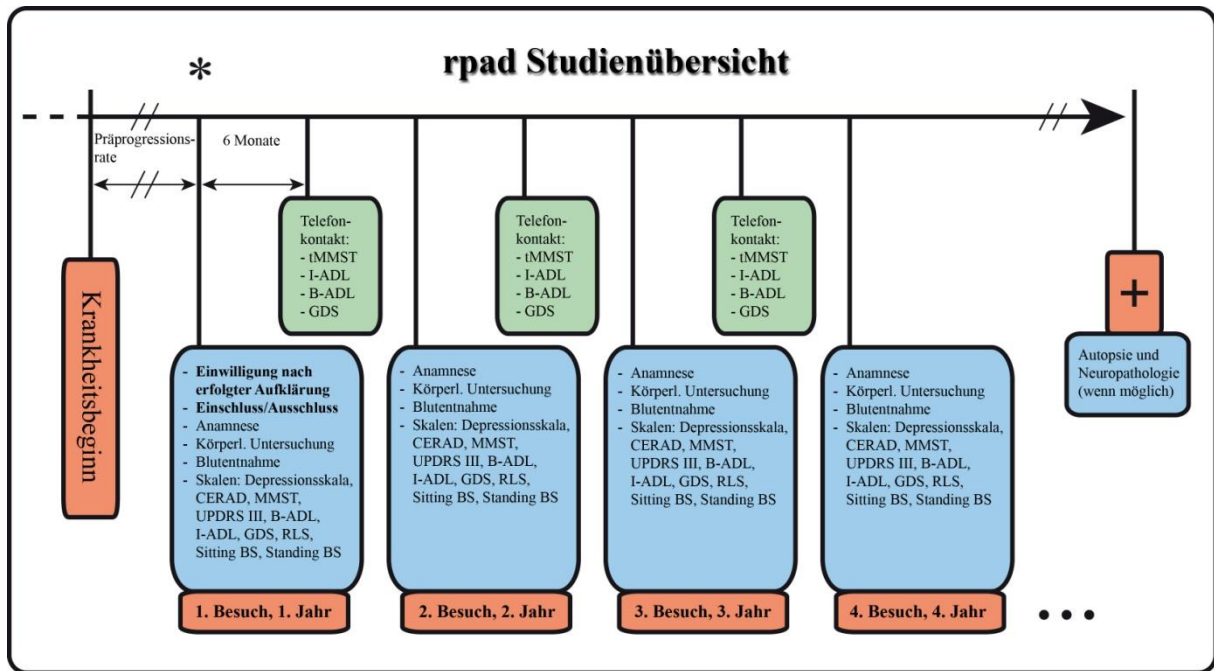 rpad Studienübersicht
*
Präprogressions-
rate
6 Monate
Krankheitsbeginn
Telefon-
kontakt:
- tMMST
- I-ADL
- B-ADL
- GDS
Telefon-
kontakt:
- tMMST
- I-ADL
- B-ADL
- GDS
Telefon-
kontakt:
- tMMST
- I-ADL
- B-ADL
- GDS
- Einwilligung nach
erfolgter Aufklärung
- Einschluss/Ausschluss
- Anamnese
- Körperl. Untersuchung
- Blutentnahme
- Skalen: Depressionsskala,
CERAD, MMST,
UPDRS III, B-ADL,
I-ADL, GDS, RLS,
Sitting BS, Standing BS
1. Besuch, 1. Jahr
- Anamnese
- Körperl. Untersuchung
- Blutentnahme
- Skalen: Depressionsskala,
CERAD, MMST,
UPDRS III, B-ADL,
I-ADL, GDS, RLS,
Sitting BS, Standing BS
2. Besuch, 2. Jahr
- Anamnese
- Körperl. Untersuchung
- Blutentnahme
- Skalen: Depressionsskala,
CERAD, MMST,
UPDRS III, B-ADL,
I-ADL, GDS, RLS,
Sitting BS, Standing BS
3. Besuch, 3. Jahr
- Anamnese
- Körperl. Untersuchung
- Blutentnahme
- Skalen: Depressionsskala,
CERAD, MMST,
UPDRS III, B-ADL,
I-ADL, GDS, RLS,
Sitting BS, Standing BS
4. Besuch, 4. Jahr
+
Autopsie und
Neuropathologie
(wenn möglich)
...